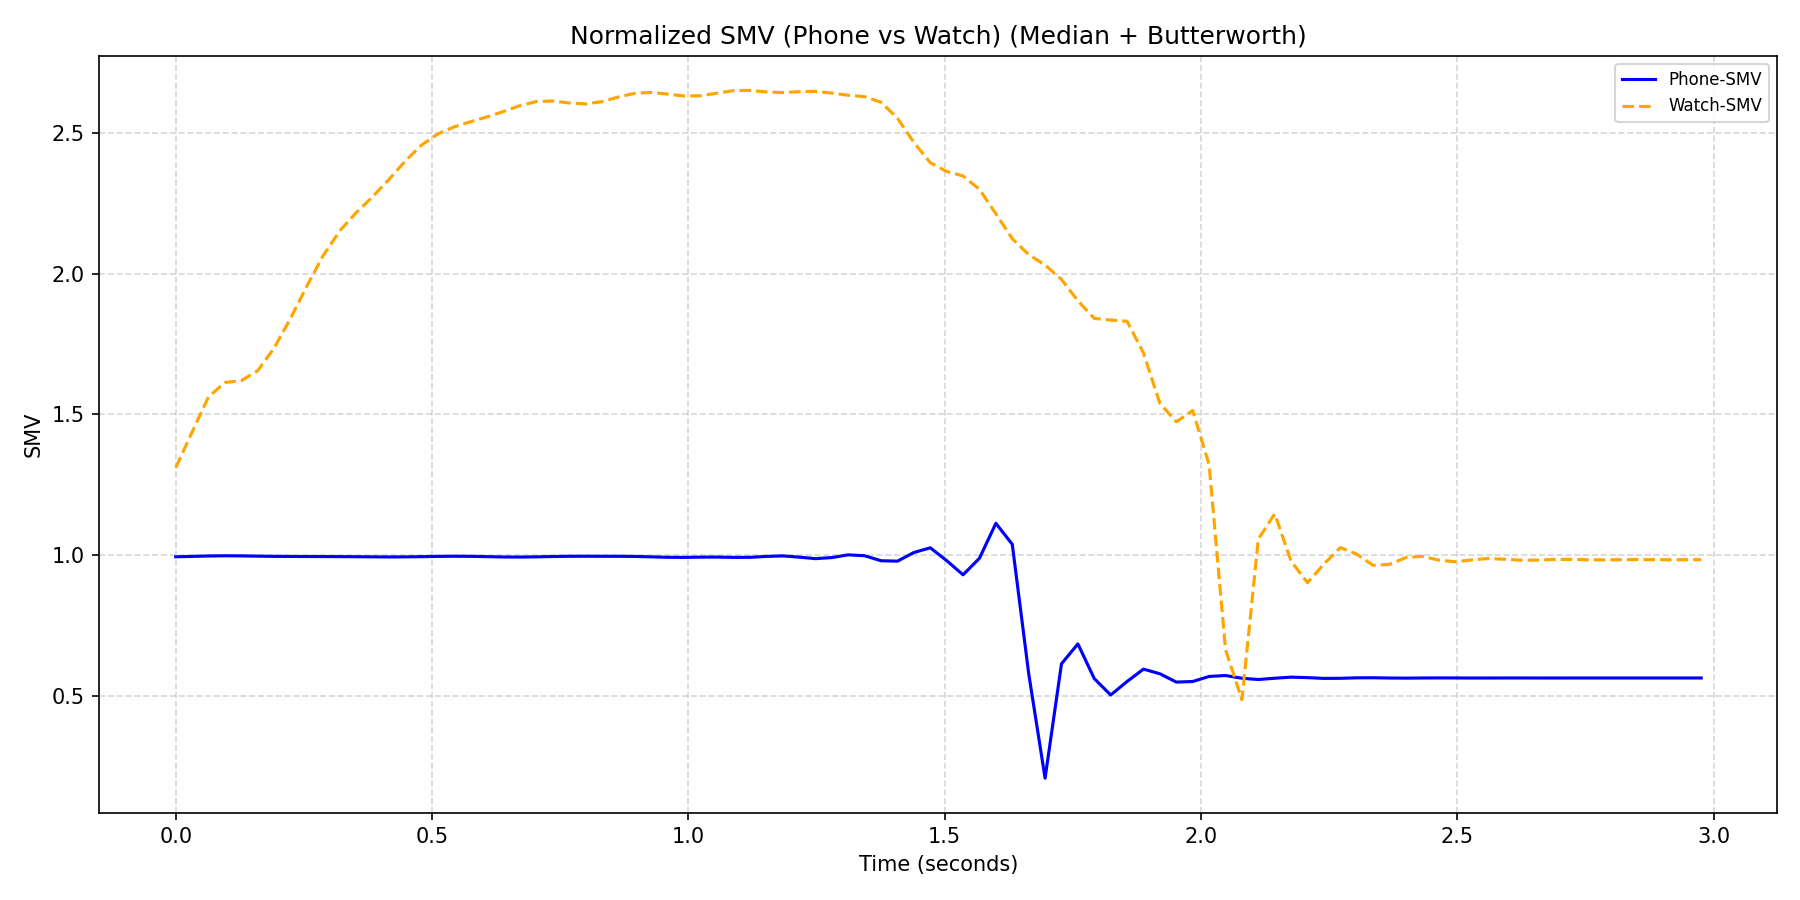 Normalized SMV (Phone vs Watch) (Median + Butterworth)
Phone-SMV
Watch-SMV
SMV
2.5
2.0
1.5
1.0
0.5
0.0 0.5 1.0 1.5 2.0 2.5 3.0
Time (seconds)